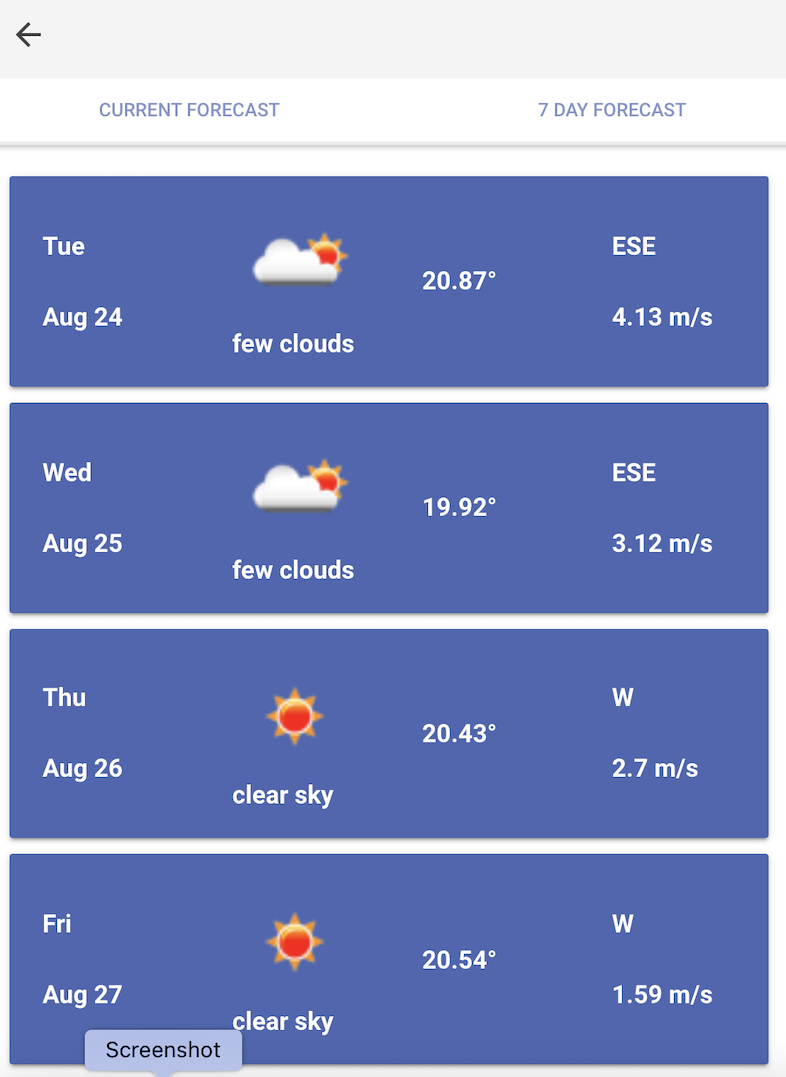 CURRENT FORECAST 7 DAY FORECAST
Tue
Aug 24
few clouds
20.87°
ESE
4.13 m/s
Wed
Aug 25
few clouds
19.92°
ESE
3.12 m/s
Thu
Aug 26
clear sky
20.43°
W
2.7 m/s
Fri
Aug 27
clear sky
20.54°
W
1.59 m/s
Screenshot